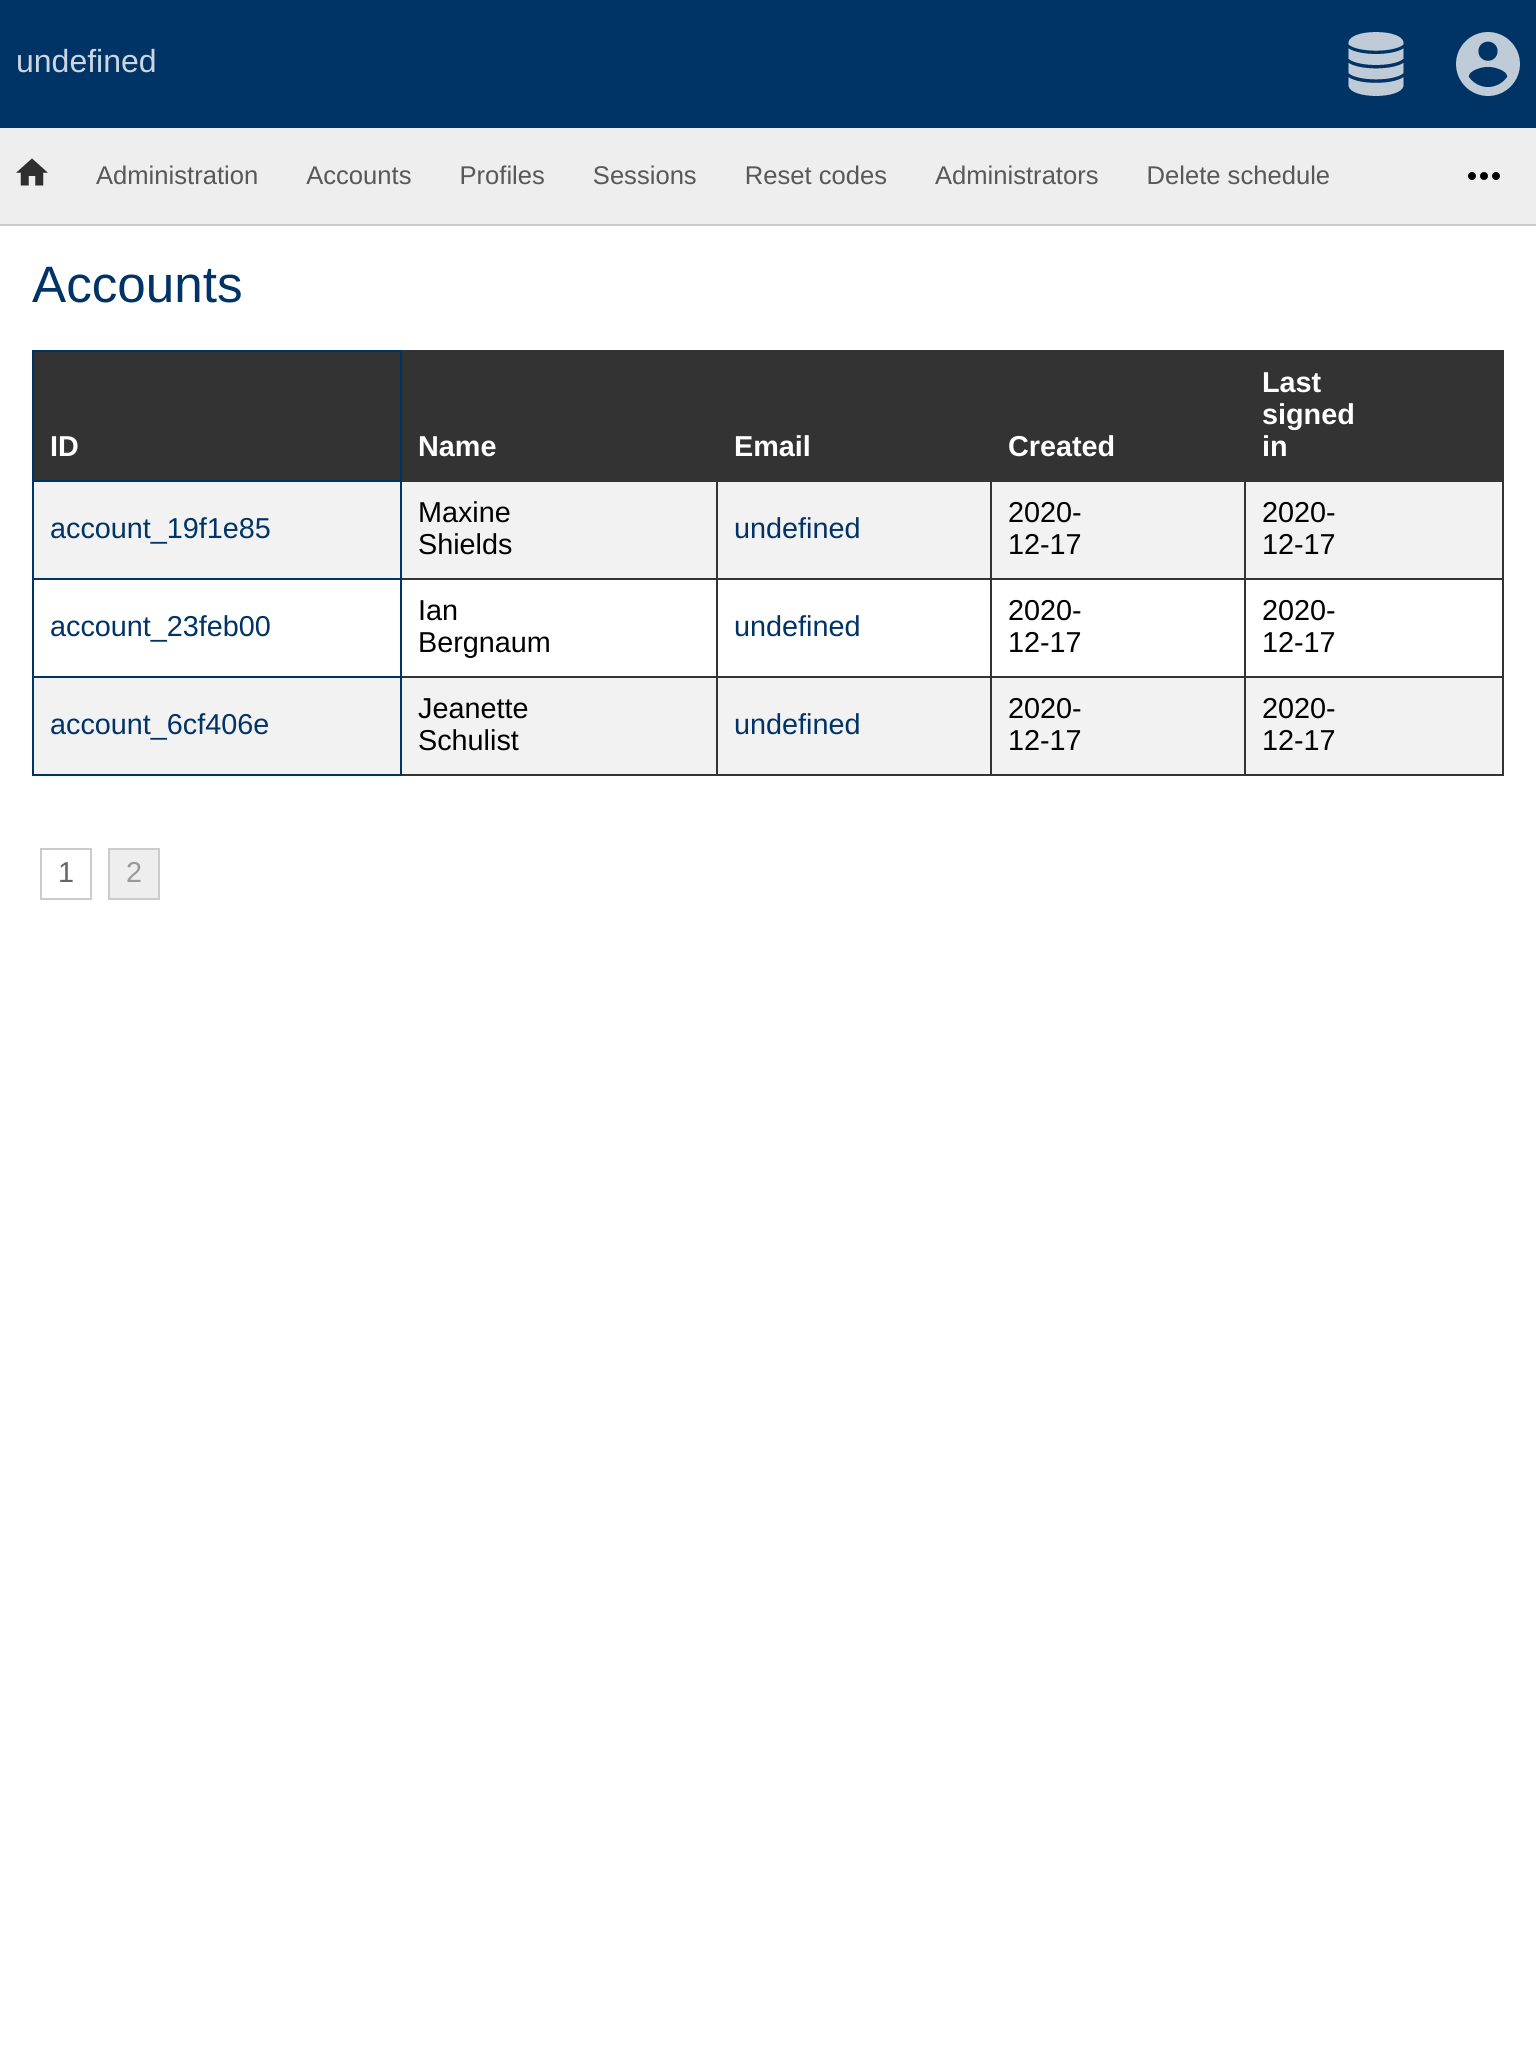 undefined
Administration Accounts Profiles Sessions Reset codes Administrators Delete schedule
Accounts
ID Name Email Created Last signed in
account_19f1e85 Maxine Shields undefined 2020-12-17 2020-12-17
account_23feb00 Ian Bergnaum undefined 2020-12-17 2020-12-17
account_6cf406e Jeanette Schulist undefined 2020-12-17 2020-12-17
1 2